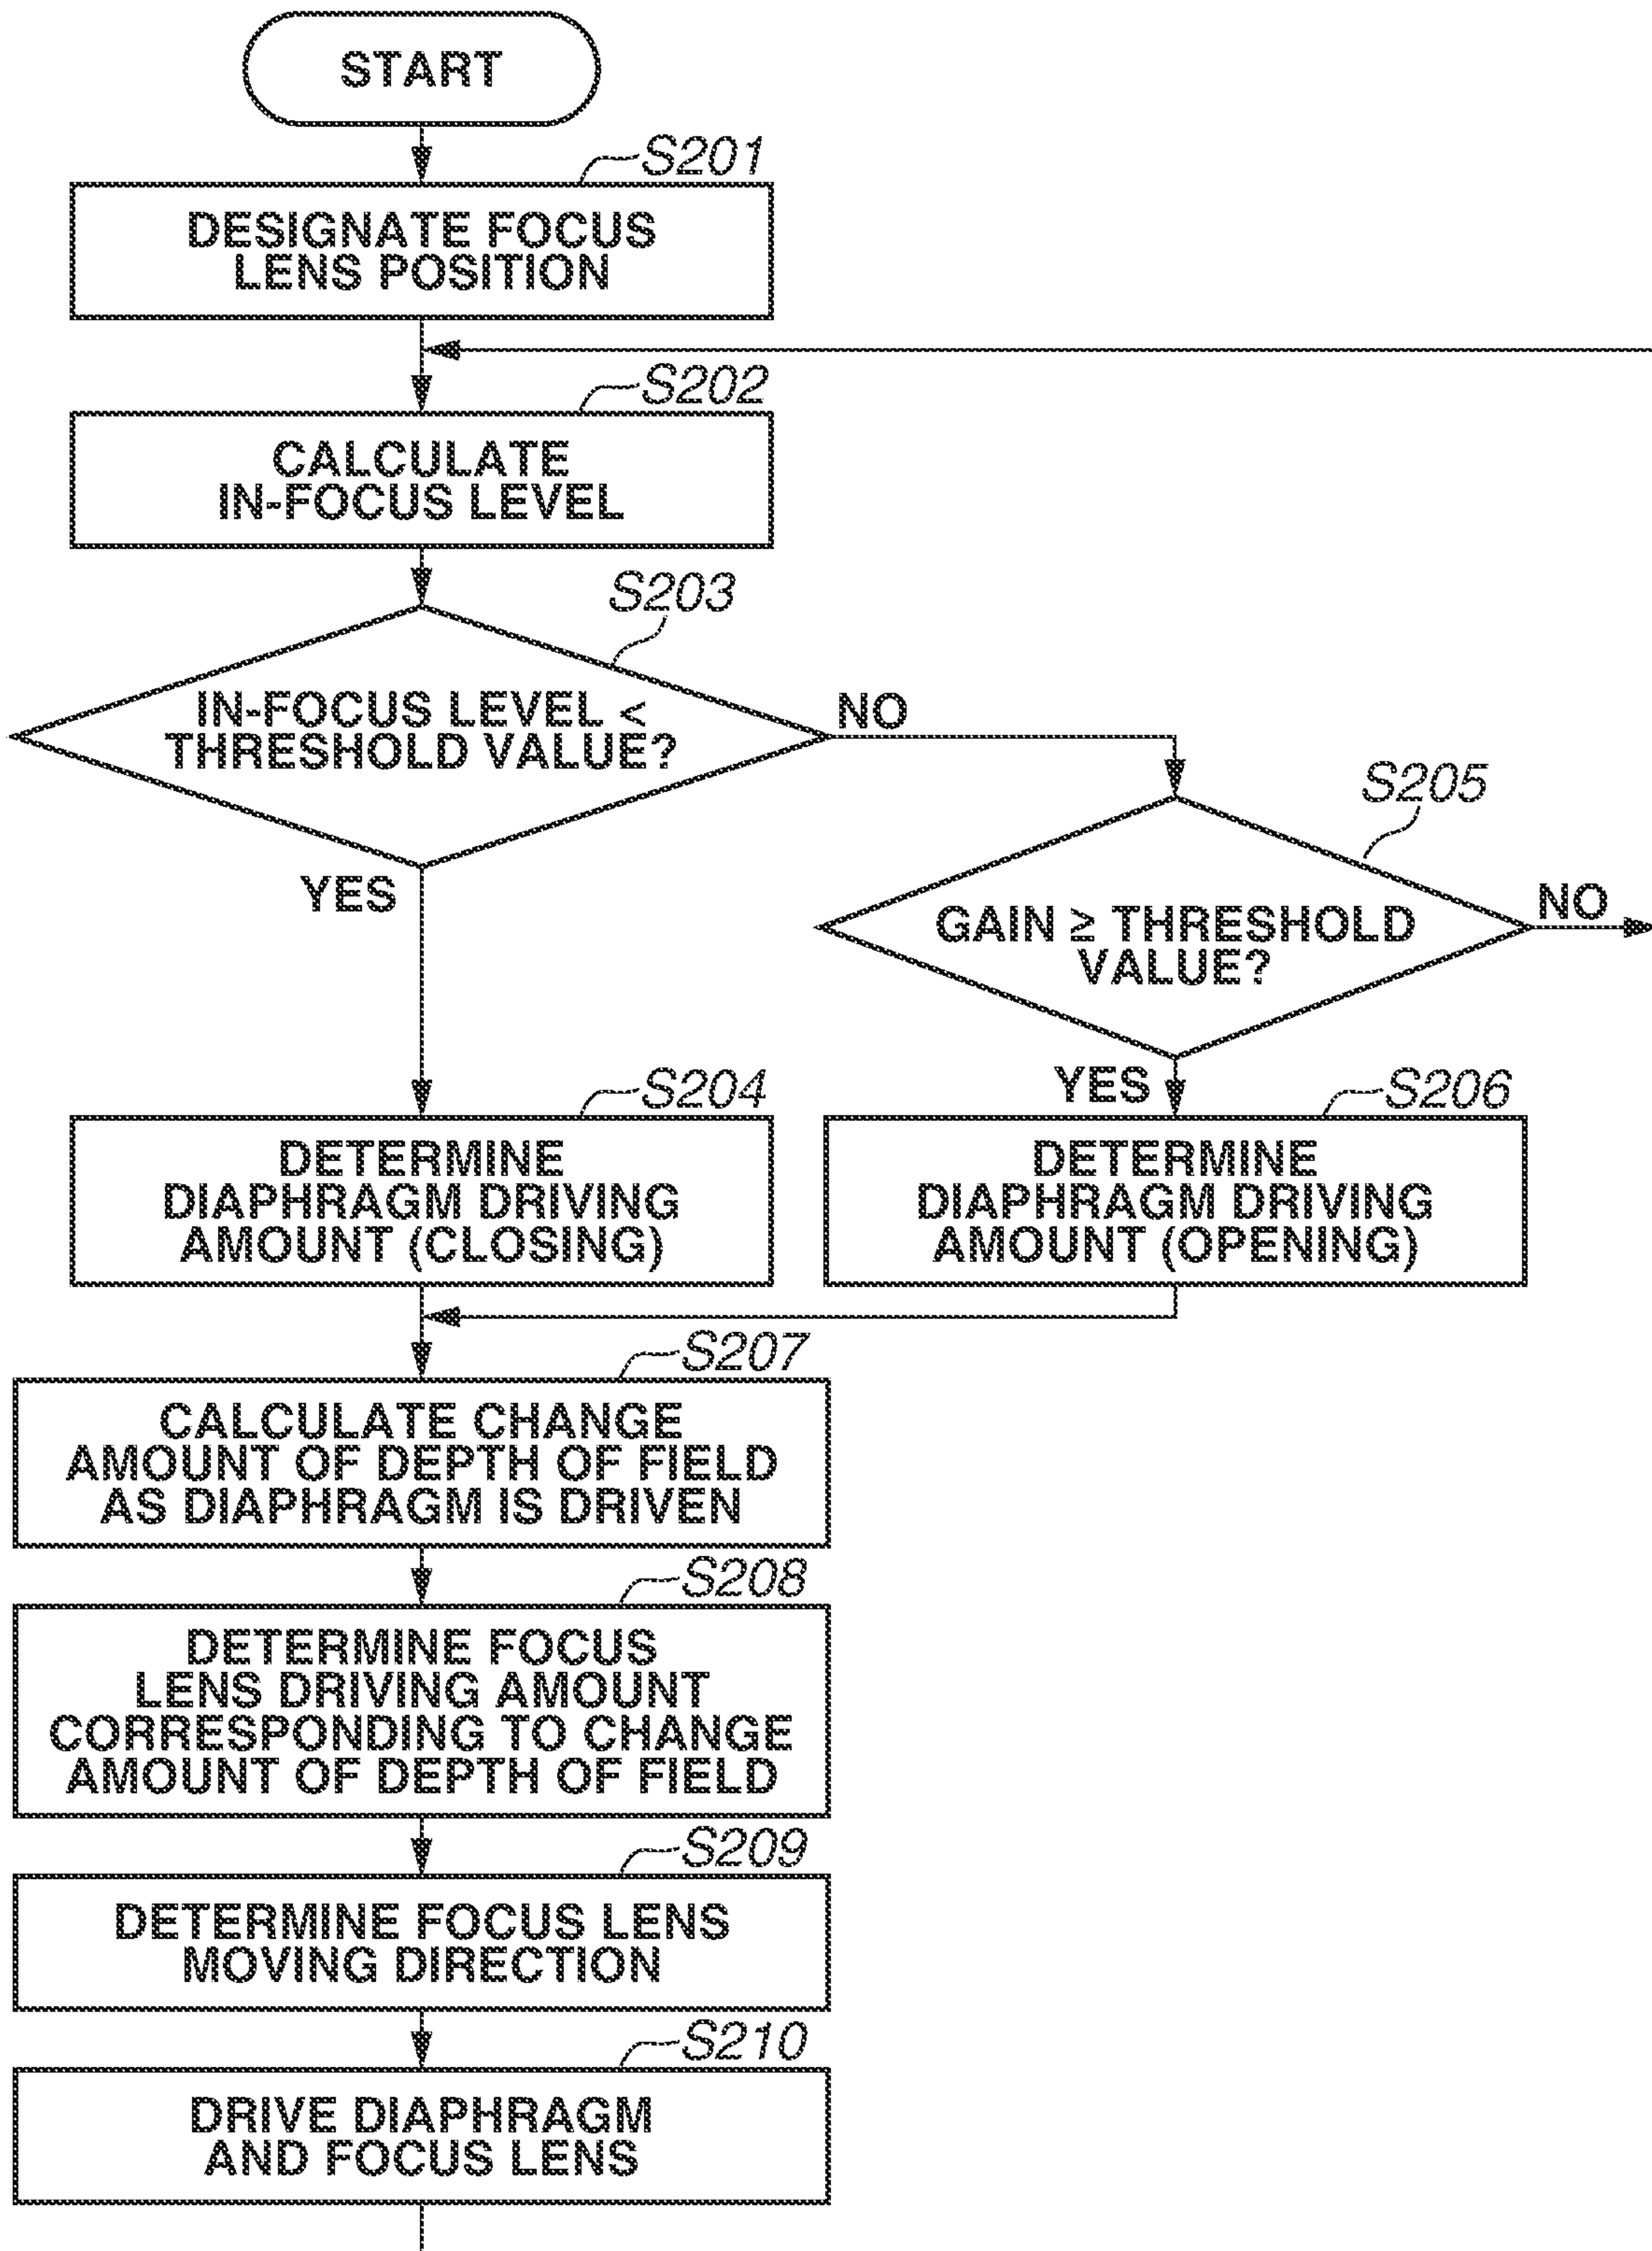 START
S201
DESIGNATE FOCUS
LENS POSITION
S202
CALCULATE
IN-FOCUS LEVEL
S203
IN-FOCUS LEVEL <
THRESHOLD VALUE?
NO
YES
S205
GAIN ≥ THRESHOLD
VALUE?
NO
YES
S204
DETERMINE
DIAPHRAGM DRIVING
AMOUNT (CLOSING)
S206
DETERMINE
DIAPHRAGM DRIVING
AMOUNT (OPENING)
S207
CALCULATE CHANGE
AMOUNT OF DEPTH OF FIELD
AS DIAPHRAGM IS DRIVEN
S208
DETERMINE FOCUS
LENS DRIVING AMOUNT
CORRESPONDING TO CHANGE
AMOUNT OF DEPTH OF FIELD
S209
DETERMINE FOCUS LENS
MOVING DIRECTION
S210
DRIVE DIAPHRAGM
AND FOCUS LENS